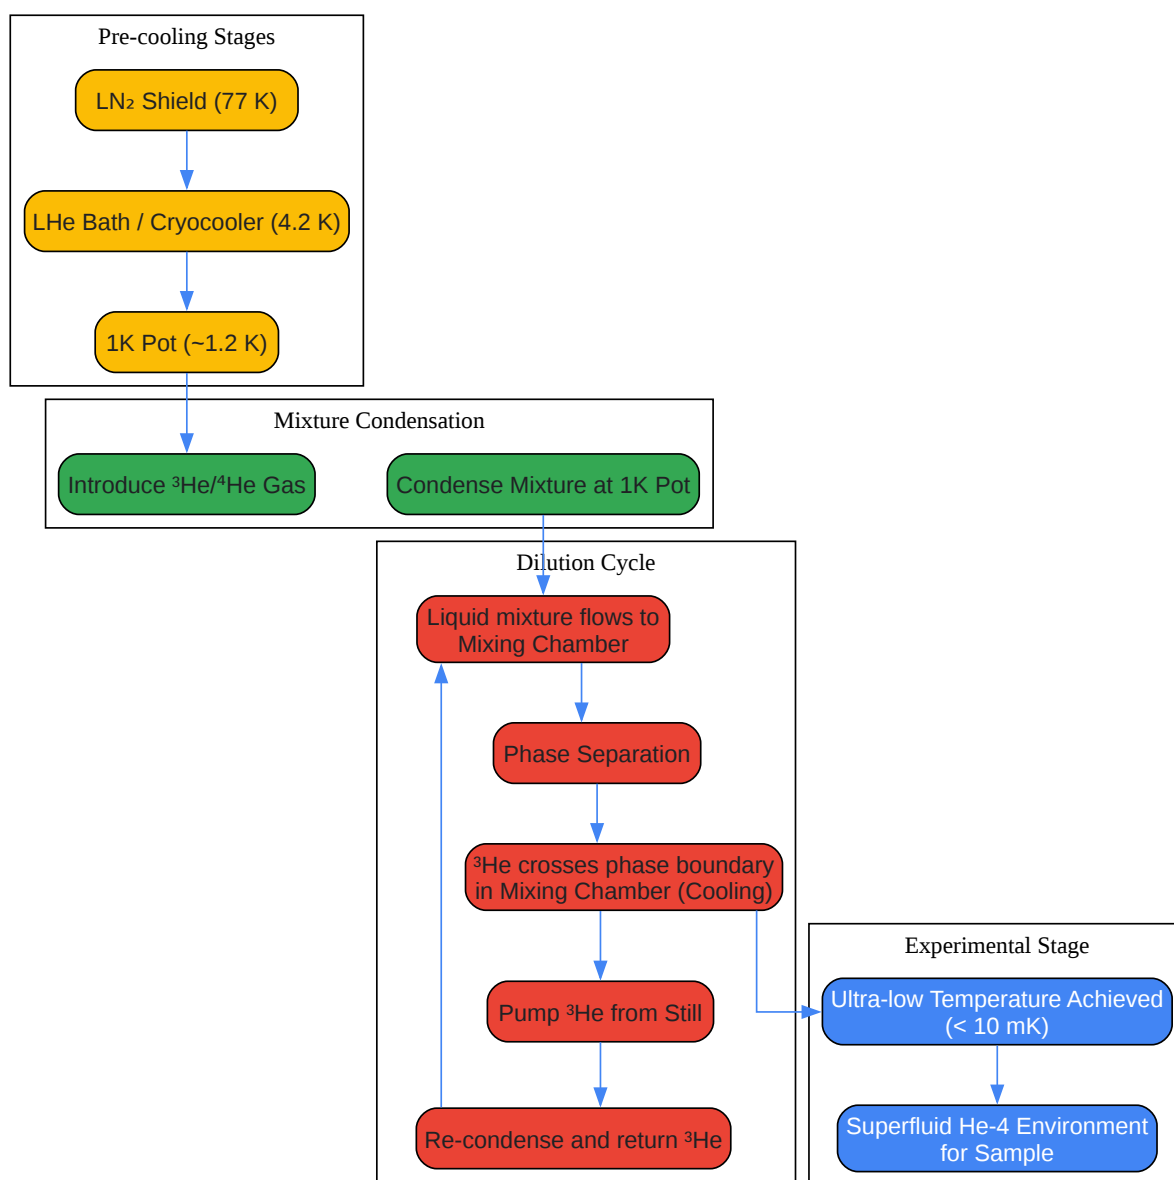 Pre-cooling Stages
LN₂ Shield (77 K)
LHe Bath / Cryocooler (4.2 K)
1K Pot (~1.2 K)
Mixture Condensation
Introduce ³He/⁴He Gas
Condense Mixture at 1K Pot
Dilution Cycle
Liquid mixture flows to
Mixing Chamber
Phase Separation
³He crosses phase boundary
in Mixing Chamber (Cooling)
Pump ³He from Still
Re-condense and return ³He
Experimental Stage
Ultra-low Temperature Achieved
(< 10 mK)
Superfluid He-4 Environment
for Sample